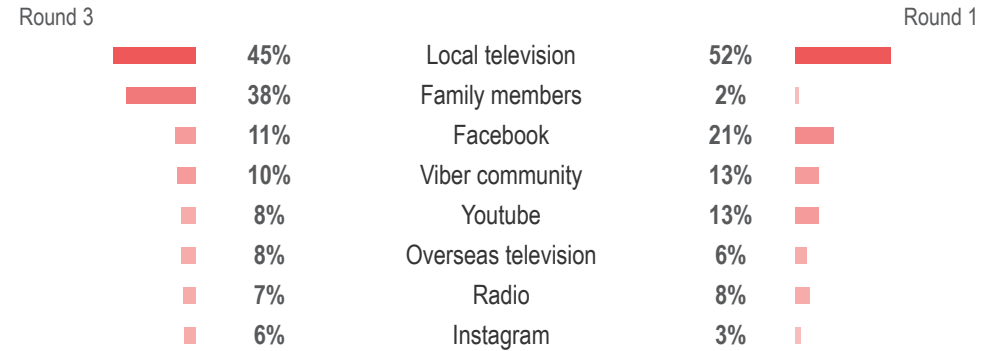 Round 3 Round 1
45% Local television 52%
38% Family members 2%
11% Facebook 21%
10% Viber community 13%
8% Youtube 13%
8% Overseas television 6%
7% Radio 8%
6% Instagram 3%